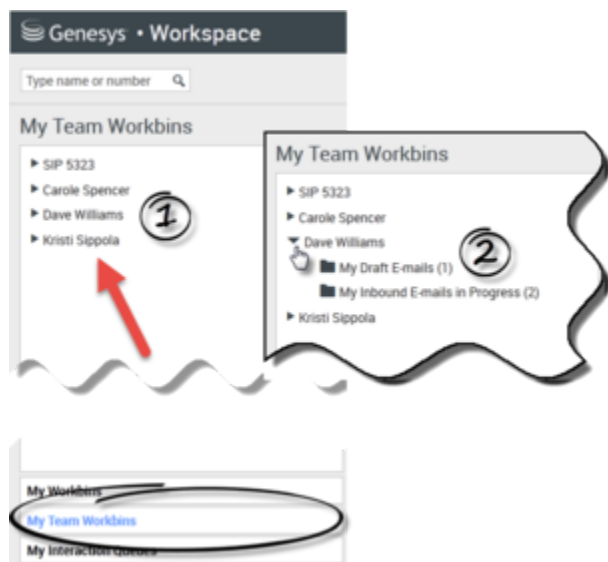 Genesys • Workspace
Type name or number
My Team Workbins
SIP 5323
Carole Spencer
Dave Williams
Kristi Sippola
1
My Team Workbins
SIP 5323
Carole Spencer
Dave Williams
My Draft E-mails (1)
My Inbound E-mails in Progress (2)
Kristi Sippola
2
My Workbins
My Team Workbins
My Interaction Queues